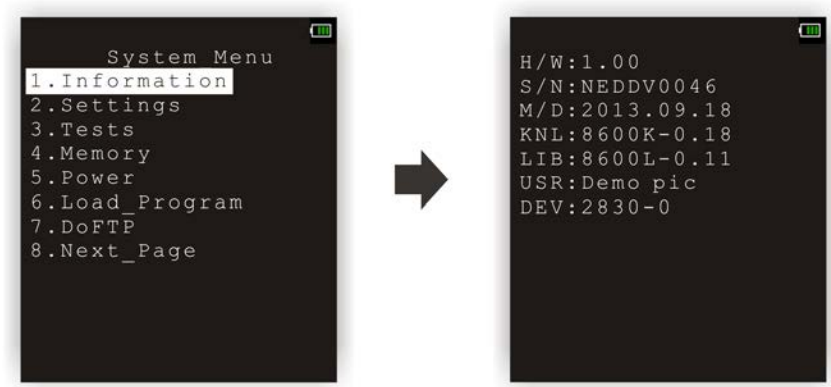 System Menu
1.Information
2.Settings
3.Tests
4.Memory
5.Power
6.Load_Program
7.DoFTP
8.Next_Page
H/W:1.00
S/N:NEDDV0046
M/D:2013.09.18
KNL:8600K-0.18
LIB:8600L-0.11
USR:Demo pic
DEV:2830-0